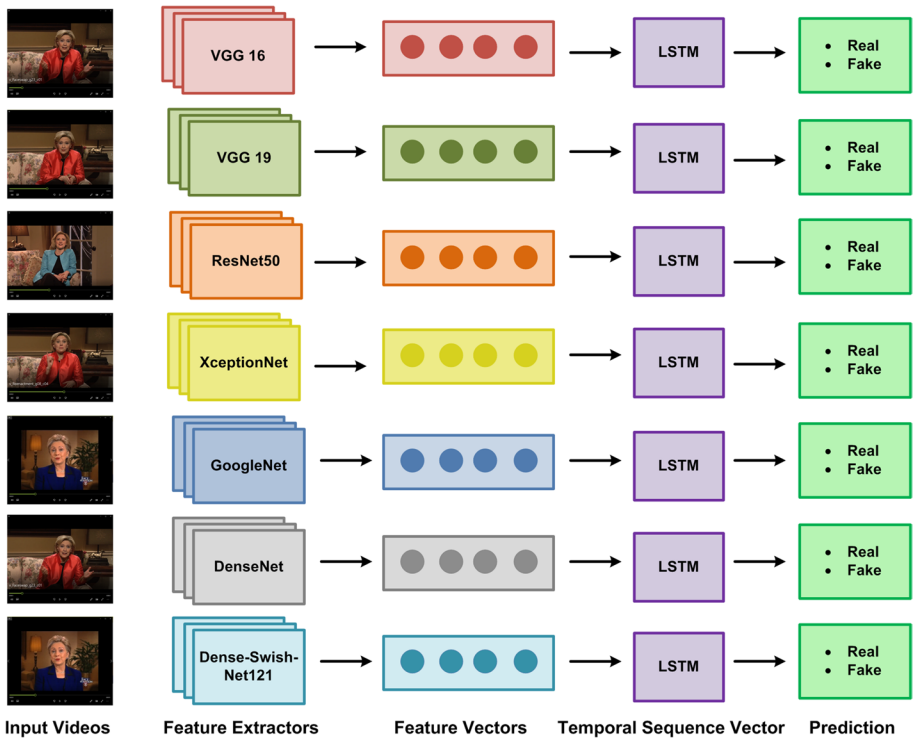 VGG 16
LSTM
• Real
• Fake
VGG 19
LSTM
• Real
• Fake
ResNet50
LSTM
• Real
• Fake
XceptionNet
LSTM
• Real
• Fake
GoogleNet
LSTM
• Real
• Fake
DenseNet
LSTM
• Real
• Fake
Dense-Swish-
Net121
LSTM
• Real
• Fake
Input Videos
Feature Extractors
Feature Vectors
Temporal Sequence Vector
Prediction